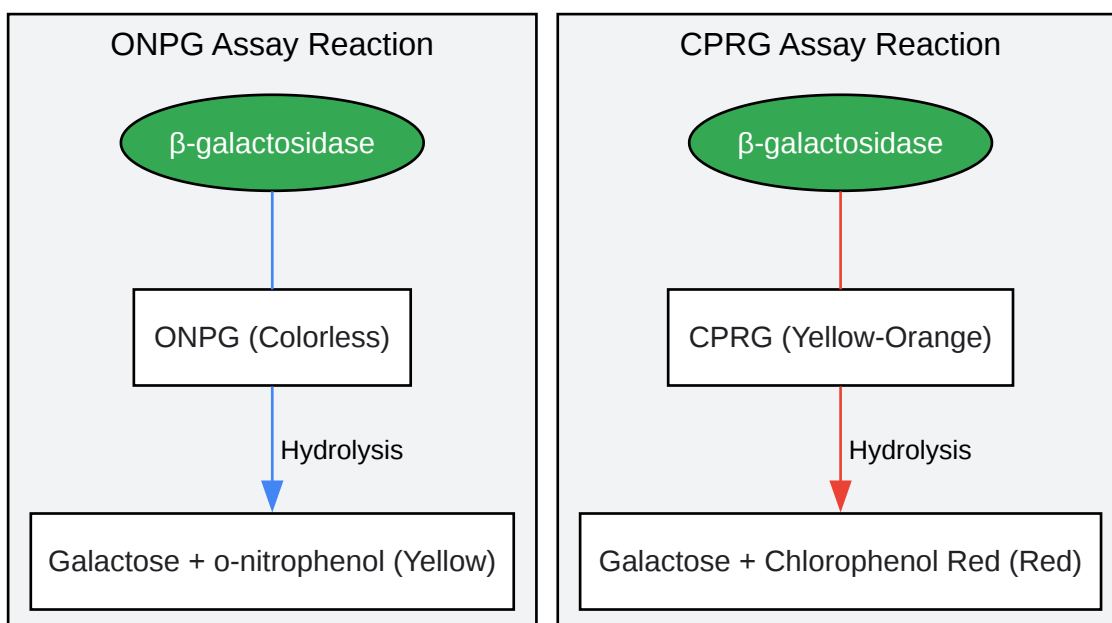 ONPG Assay Reaction
β-galactosidase
ONPG (Colorless)
Hydrolysis
Galactose + o-nitrophenol (Yellow)
CPRG Assay Reaction
β-galactosidase
CPRG (Yellow-Orange)
Hydrolysis
Galactose + Chlorophenol Red (Red)